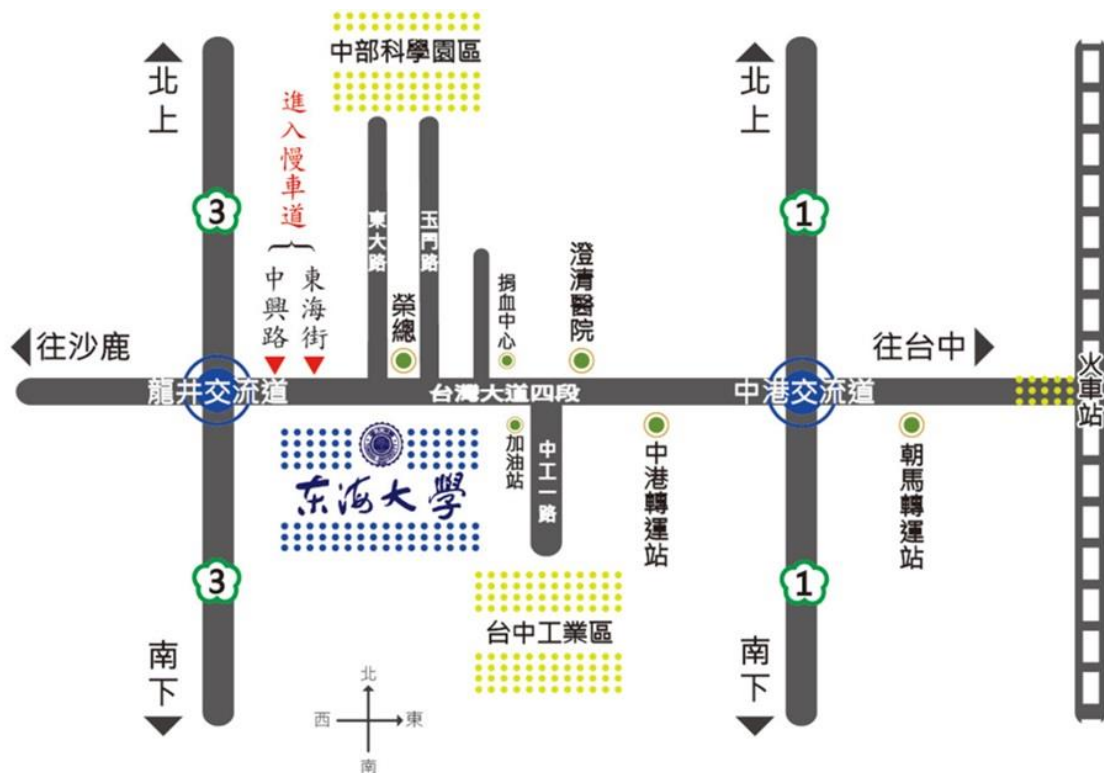 中部科學園區
北上
北上
進入慢車道
3
1
東大路
玉門路
中興路
東海街
榮總
捐血中心
澄清醫院
往沙鹿
往台中
火車站
龍井交流道
台灣大道四段
中港交流道
东海大學
加油站
中工一路
中港轉運站
朝馬轉運站
3
1
台中工業區
南下
南下
北
西
東
南